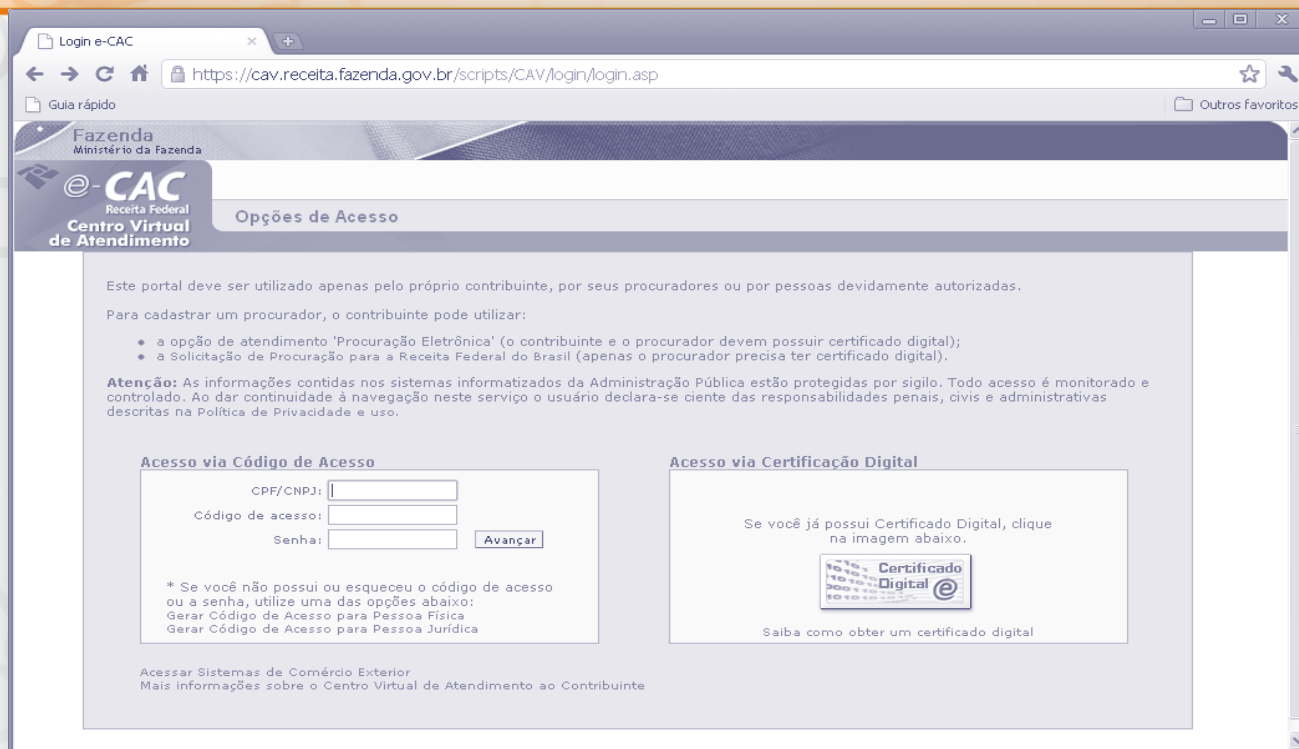 Login e-CAC
https://cav.receita.fazenda.gov.br/scripts/CAV/login/login.asp
Guia rápido
Outros favoritos
Fazenda
Ministério da Fazenda
e-CAC
Receita Federal
Centro Virtual
de Atendimento
Opções de Acesso
Este portal deve ser utilizado apenas pelo próprio contribuinte, por seus procuradores ou por pessoas devidamente autorizadas.
Para cadastrar um procurador, o contribuinte pode utilizar:
• a opção de atendimento 'Procuração Eletrônica' (o contribuinte e o procurador devem possuir certificado digital);
• a Solicitação de Procuração para a Receita Federal do Brasil (apenas o procurador precisa ter certificado digital).
Atenção: As informações contidas nos sistemas informatizados da Administração Pública estão protegidas por sigilo. Todo acesso é monitorado e
controlado. Ao dar continuidade à navegação neste serviço o usuário declara-se ciente das responsabilidades penais, civis e administrativas
descritas na Política de Privacidade e uso.
Acesso via Código de Acesso
CPF/CNPJ:
Código de acesso:
Senha:
Avançar
* Se você não possui ou esqueceu o código de acesso
ou a senha, utilize uma das opções abaixo:
Gerar Código de Acesso para Pessoa Física
Gerar Código de Acesso para Pessoa Jurídica
Acesso via Certificação Digital
Se você já possui Certificado Digital, clique
na imagem abaixo.
Certificado
Digital e
Saiba como obter um certificado digital
Acessar Sistemas de Comércio Exterior
Mais informações sobre o Centro Virtual de Atendimento ao Contribuinte